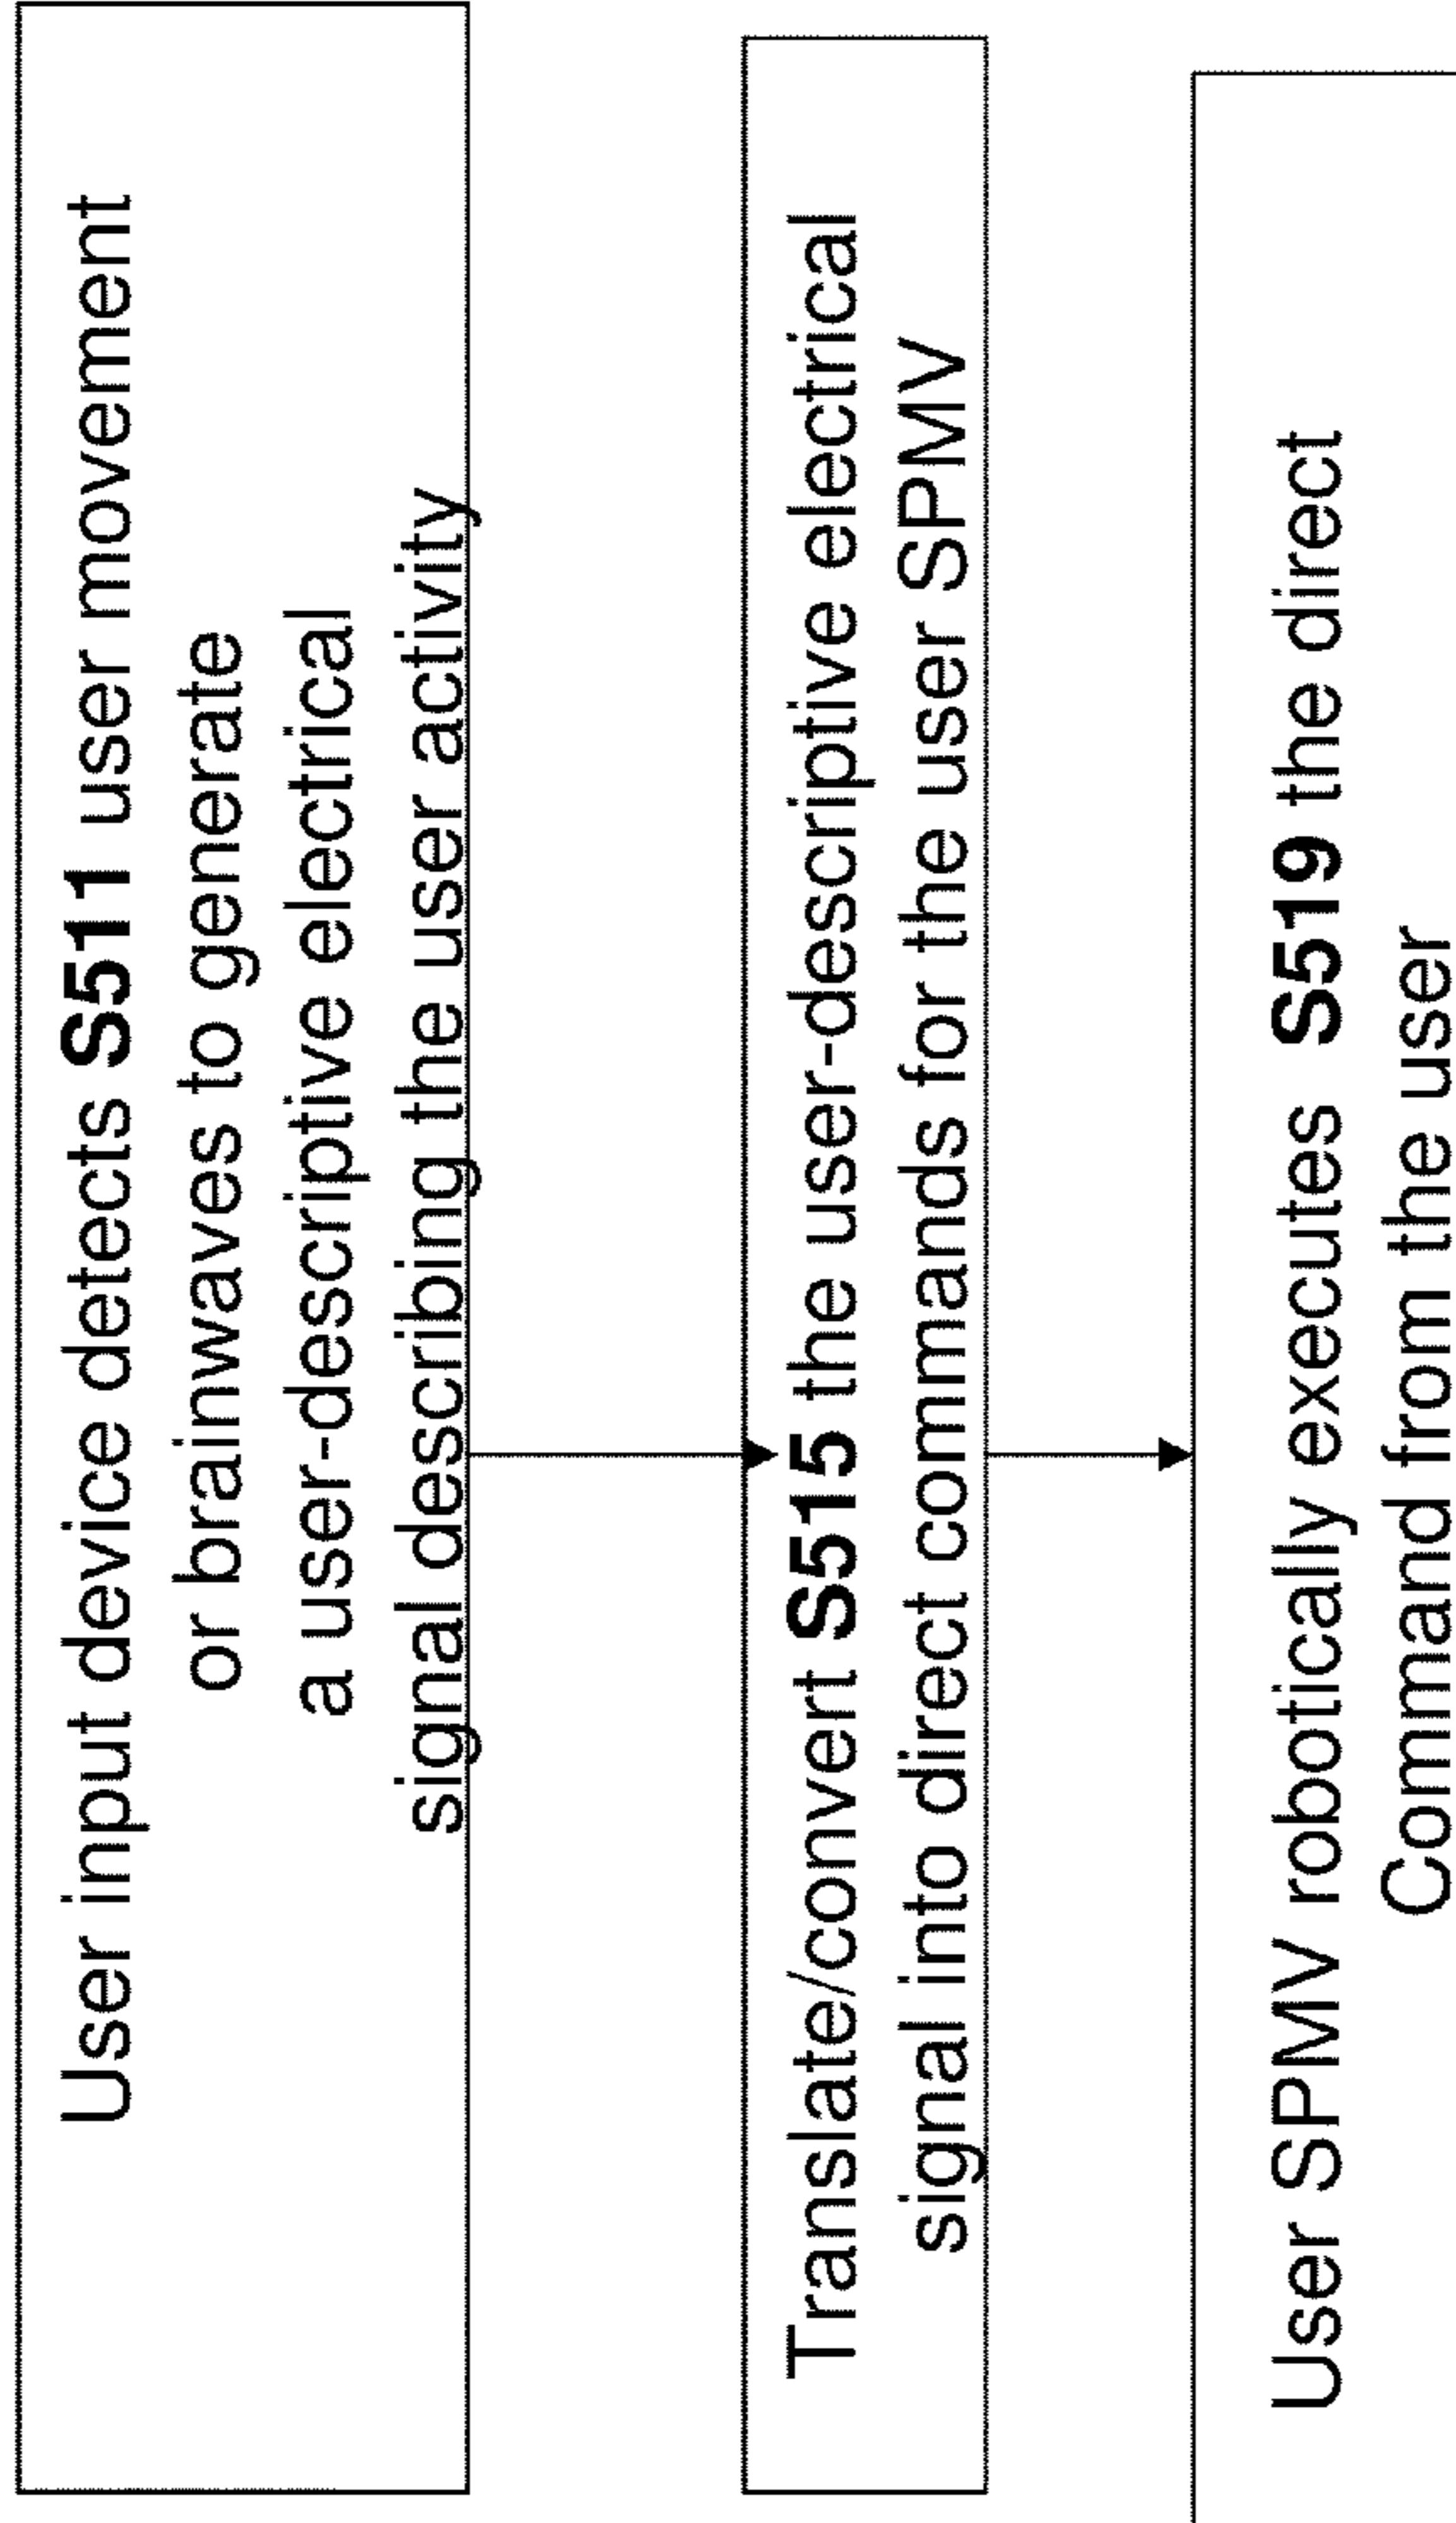 User input device detects S511 user movement
or brainwaves to generate
a user-descriptive electrical
signal describing the user activity
Translate/convert S515 the user-descriptive electrical
signal into direct commands for the user SPMV
User SPMV robotically executes S519 the direct
Command from the user